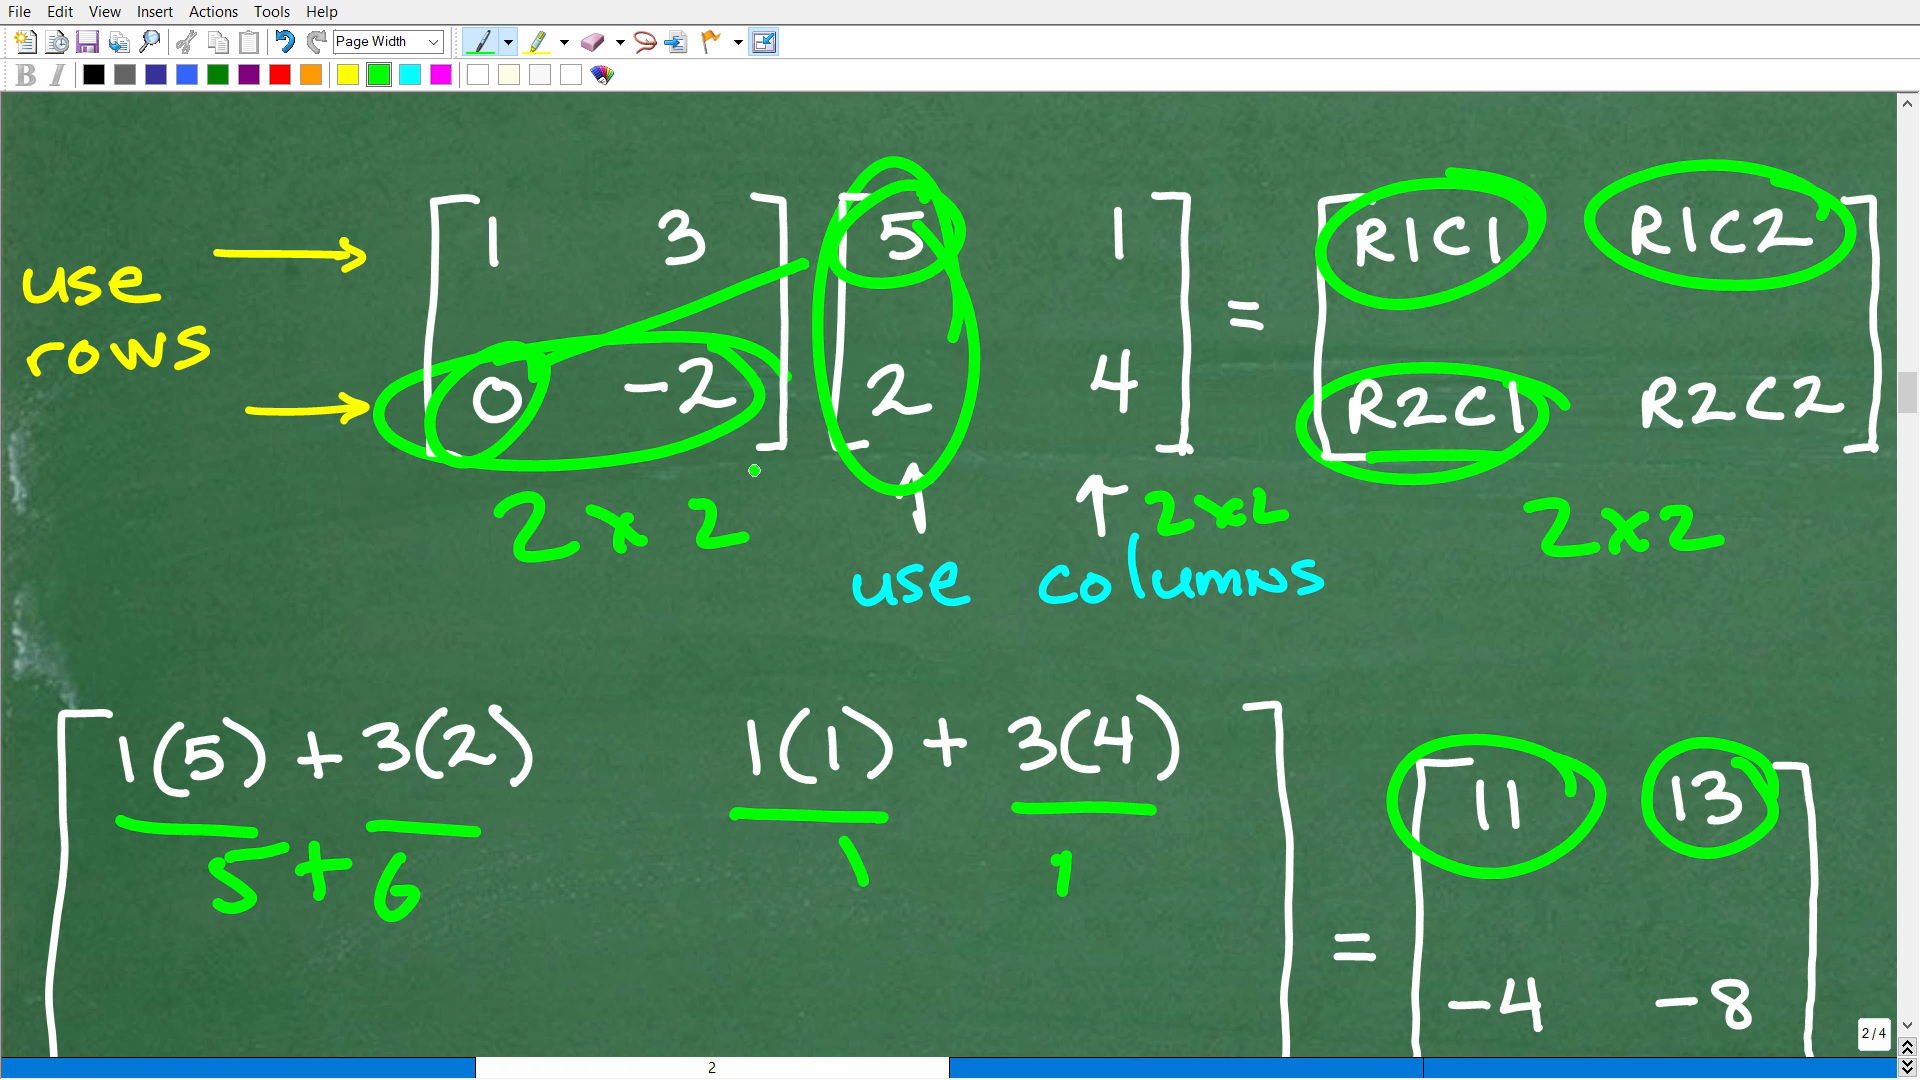 File Edit View Insert Actions Tools Help
Page Width
B I
1 3 5 1 = R1C1 R1C2
use
rows
0 -2 2 4 R2C1 R2C2
2 x 2 2x2 2x2
use columns
1(5) + 3(2) 1(1) + 3(4) 11 13
5 + 6 1 1
=
-4 -8
2 / 4
2